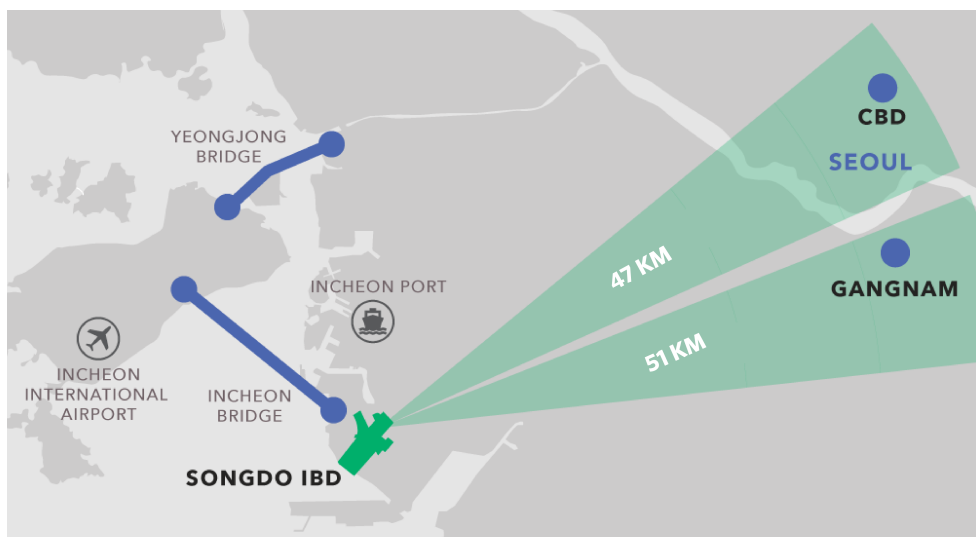 YEONGJONG
BRIDGE
CBD
SEOUL
47 KM
GANGNAM
INCHEON PORT
51 KM
INCHEON
INTERNATIONAL
AIRPORT
INCHEON
BRIDGE
SONGDO IBD